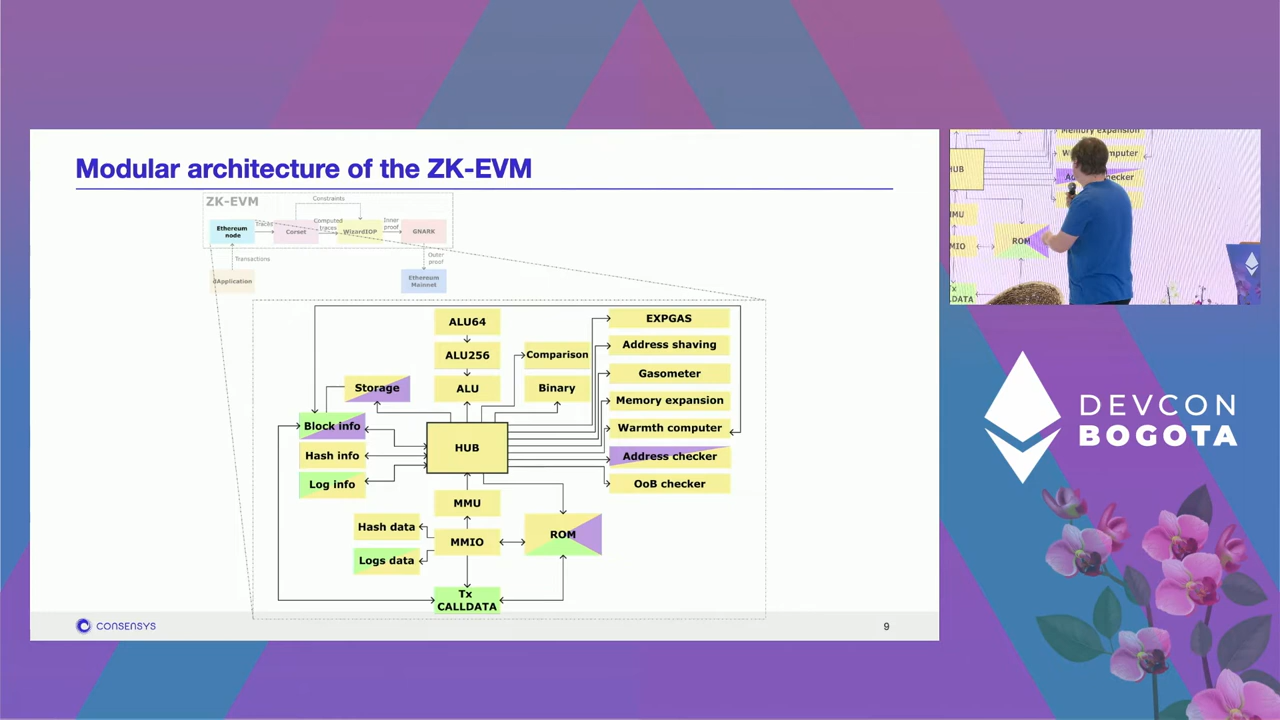 Modular architecture of the ZK-EVM
ZK-EVM
Constraints
Ethereum
node
Traces
Corset
Computed
traces
WizardIOP
Inner
proof
GNARK
Transactions
Outer
proof
dApplication
Ethereum
Mainnet
ALU64
ALU256
ALU
Comparison
Binary
Storage
Block info
Hash info
Log info
HUB
EXPGAS
Address shaving
Gasometer
Memory expansion
Warmth computer
Address checker
OoB checker
MMU
MMIO
Hash data
Logs data
ROM
Tx
CALLDATA
CONSENSYS
9
Memory expansion
HUB
MMU
MIO
ROM
Tx
DATA
DEVCON
BOGOTA